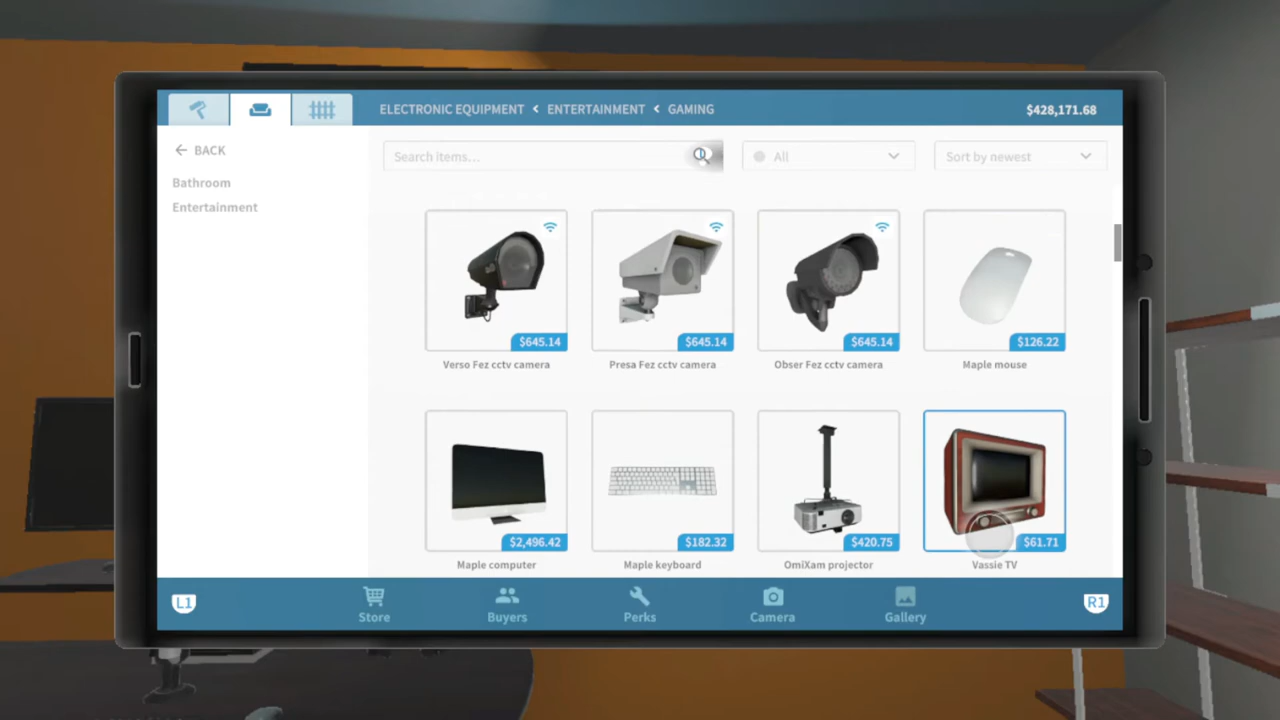 ELECTRONIC EQUIPMENT < ENTERTAINMENT < GAMING
$428,171.68
← BACK
Bathroom
Entertainment
Search items...
All
Sort by newest
$645.14
$645.14
$645.14
$126.22
Verso Fez cctv camera
Presa Fez cctv camera
Obser Fez cctv camera
Maple mouse
$2,496.42
$182.32
$420.75
$61.71
Maple computer
Maple keyboard
OmiXam projector
Vassie TV
L1
Store
Buyers
Perks
Camera
Gallery
R1